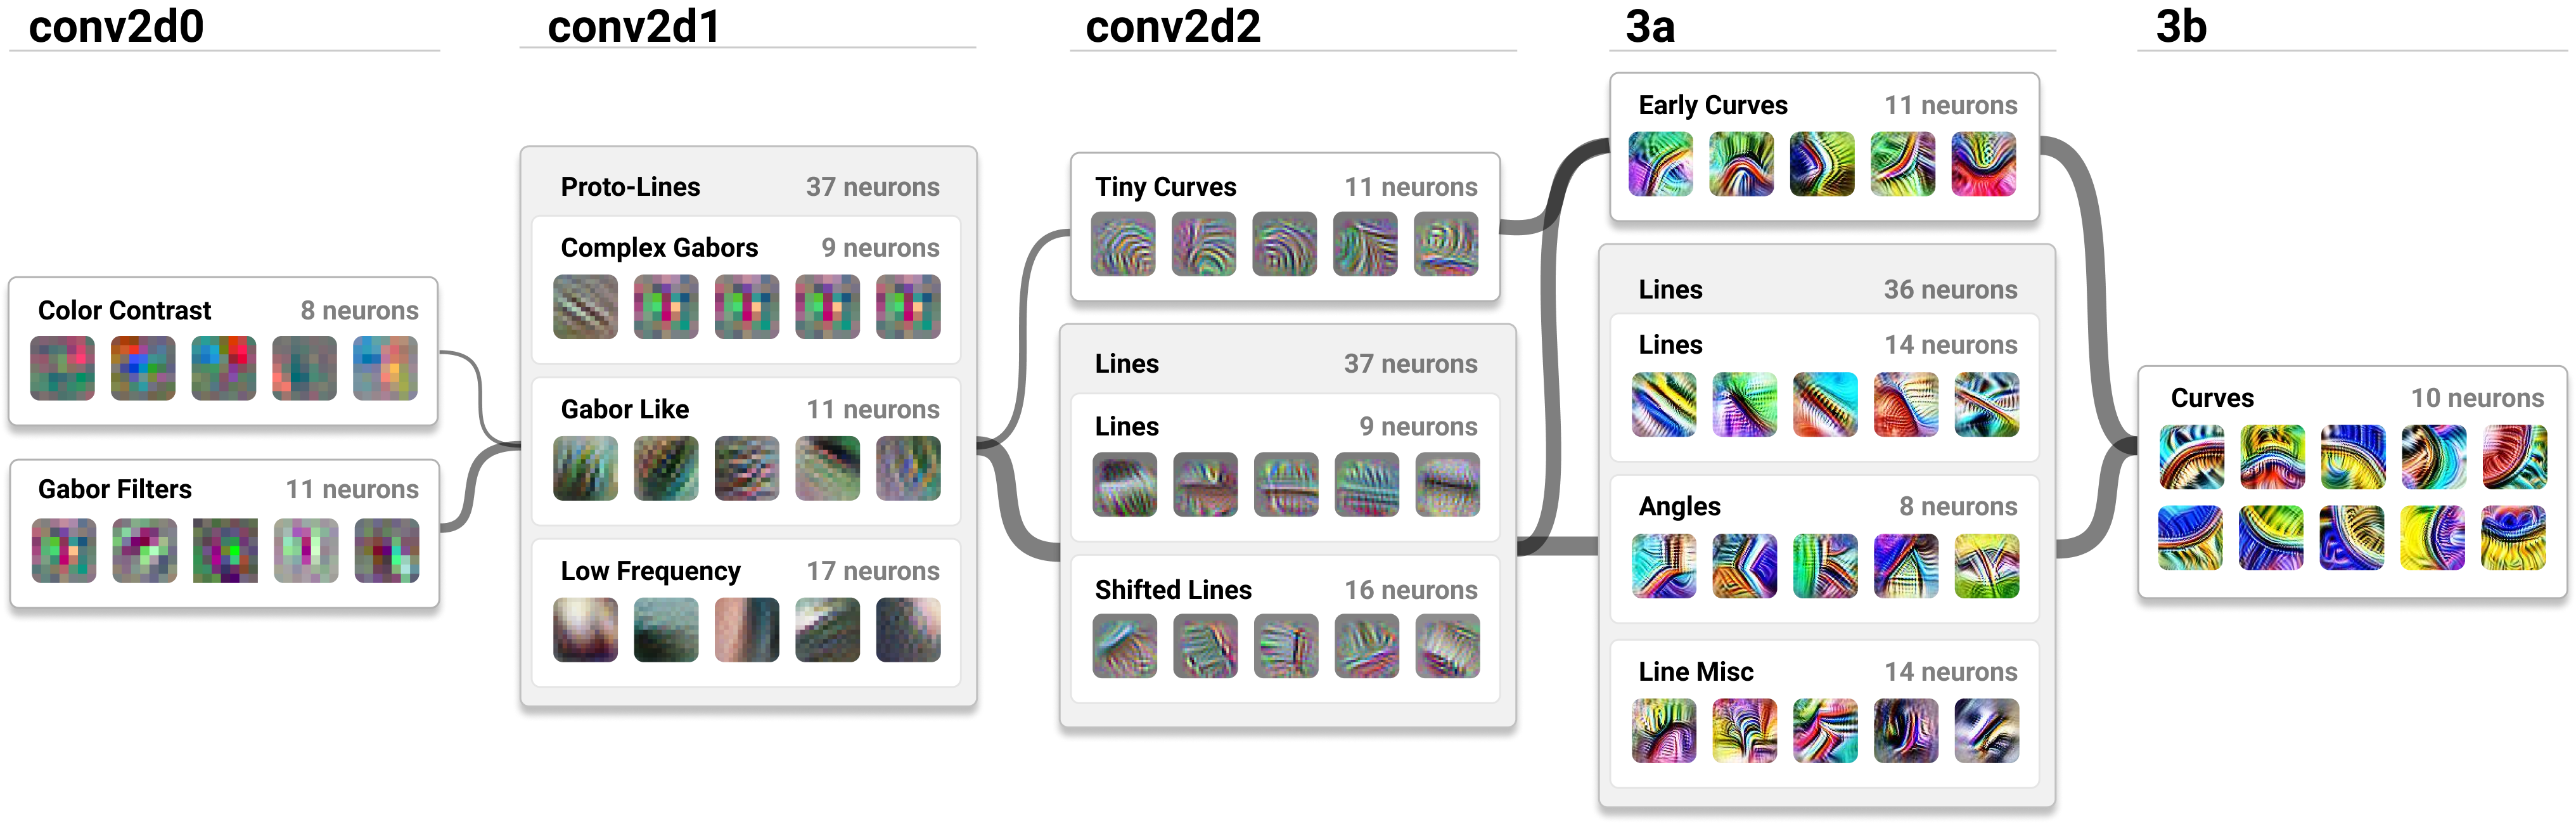 conv2d0
conv2d1
conv2d2
3a
3b
Color Contrast 8 neurons
Gabor Filters 11 neurons
Proto-Lines 37 neurons
Complex Gabors 9 neurons
Gabor Like 11 neurons
Low Frequency 17 neurons
Tiny Curves 11 neurons
Lines 37 neurons
Lines 9 neurons
Shifted Lines 16 neurons
Early Curves 11 neurons
Lines 36 neurons
Lines 14 neurons
Angles 8 neurons
Line Misc 14 neurons
Curves 10 neurons